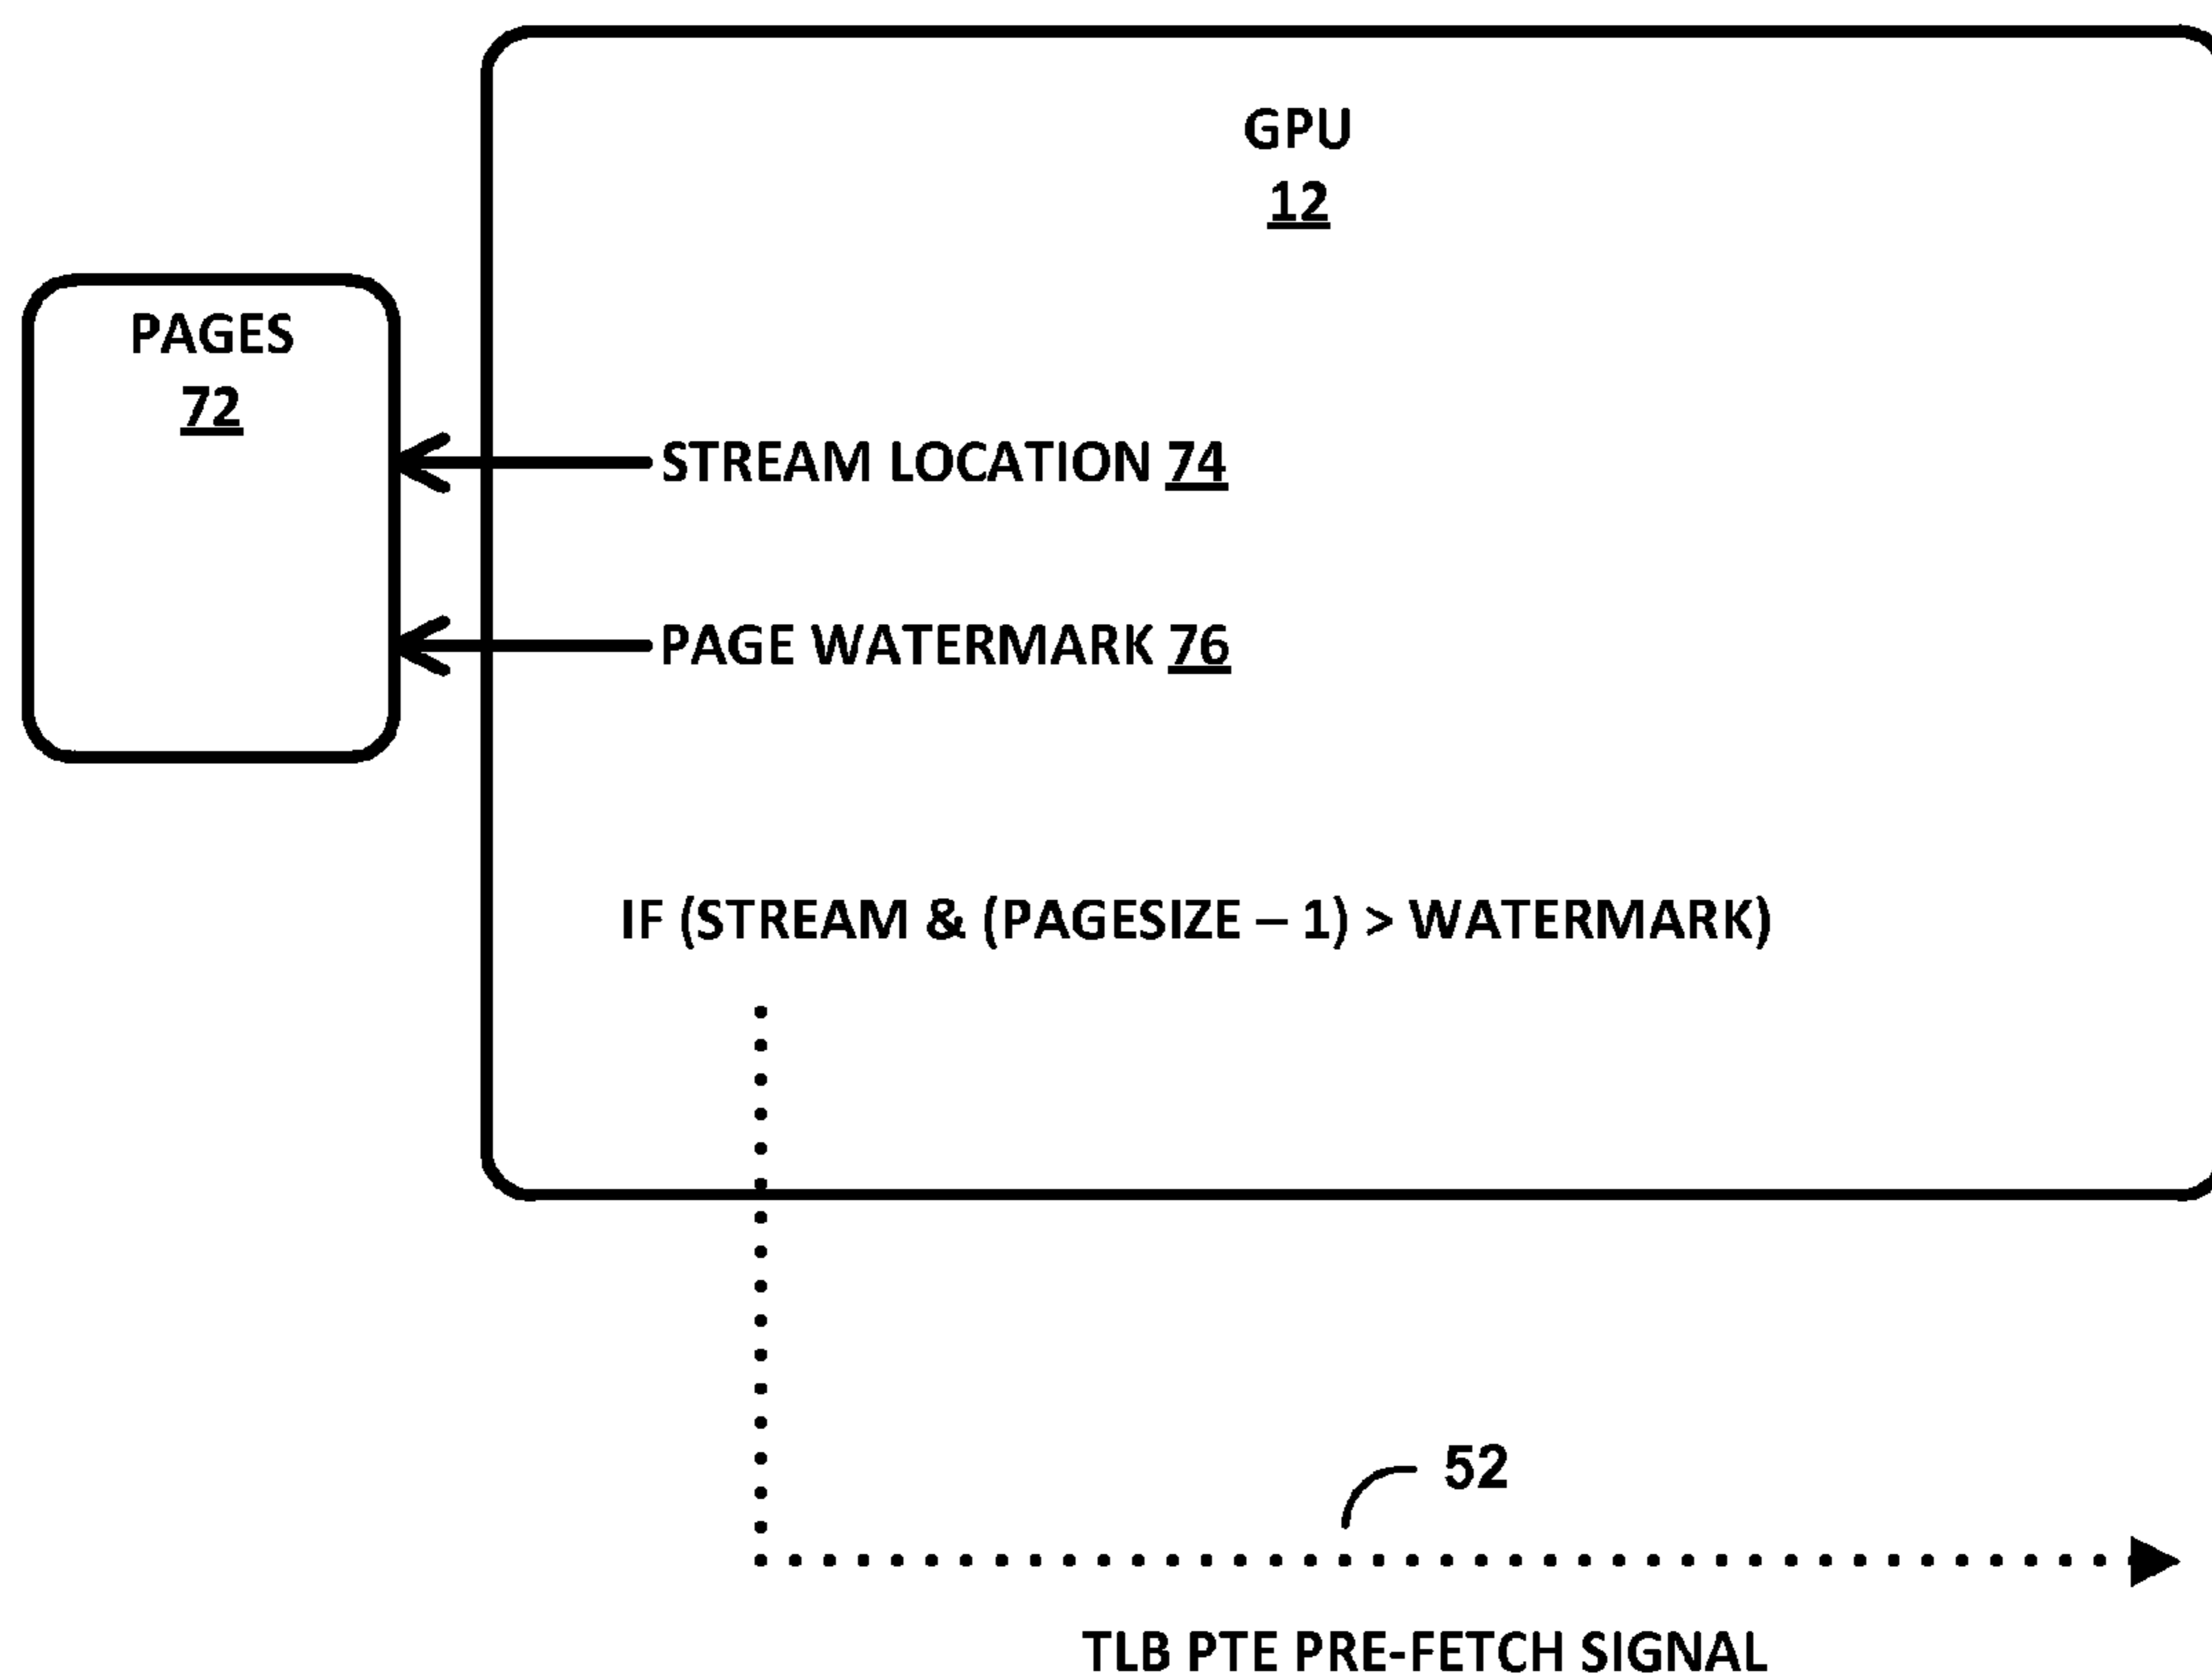 GPU
12
PAGES
72
STREAM LOCATION 74
PAGE WATERMARK 76
IF (STREAM & (PAGESIZE – 1) > WATERMARK)
52
TLB PTE PRE-FETCH SIGNAL